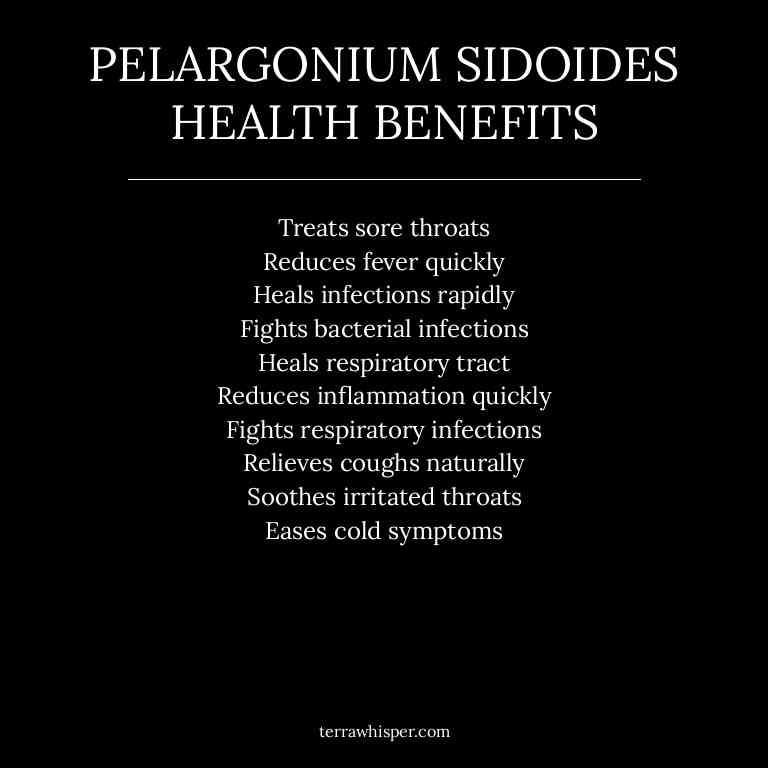 PELARGONIUM SIDOIDES
HEALTH BENEFITS
Treats sore throats
Reduces fever quickly
Heals infections rapidly
Fights bacterial infections
Heals respiratory tract
Reduces inflammation quickly
Fights respiratory infections
Relieves coughs naturally
Soothes irritated throats
Eases cold symptoms
terrawhisper.com